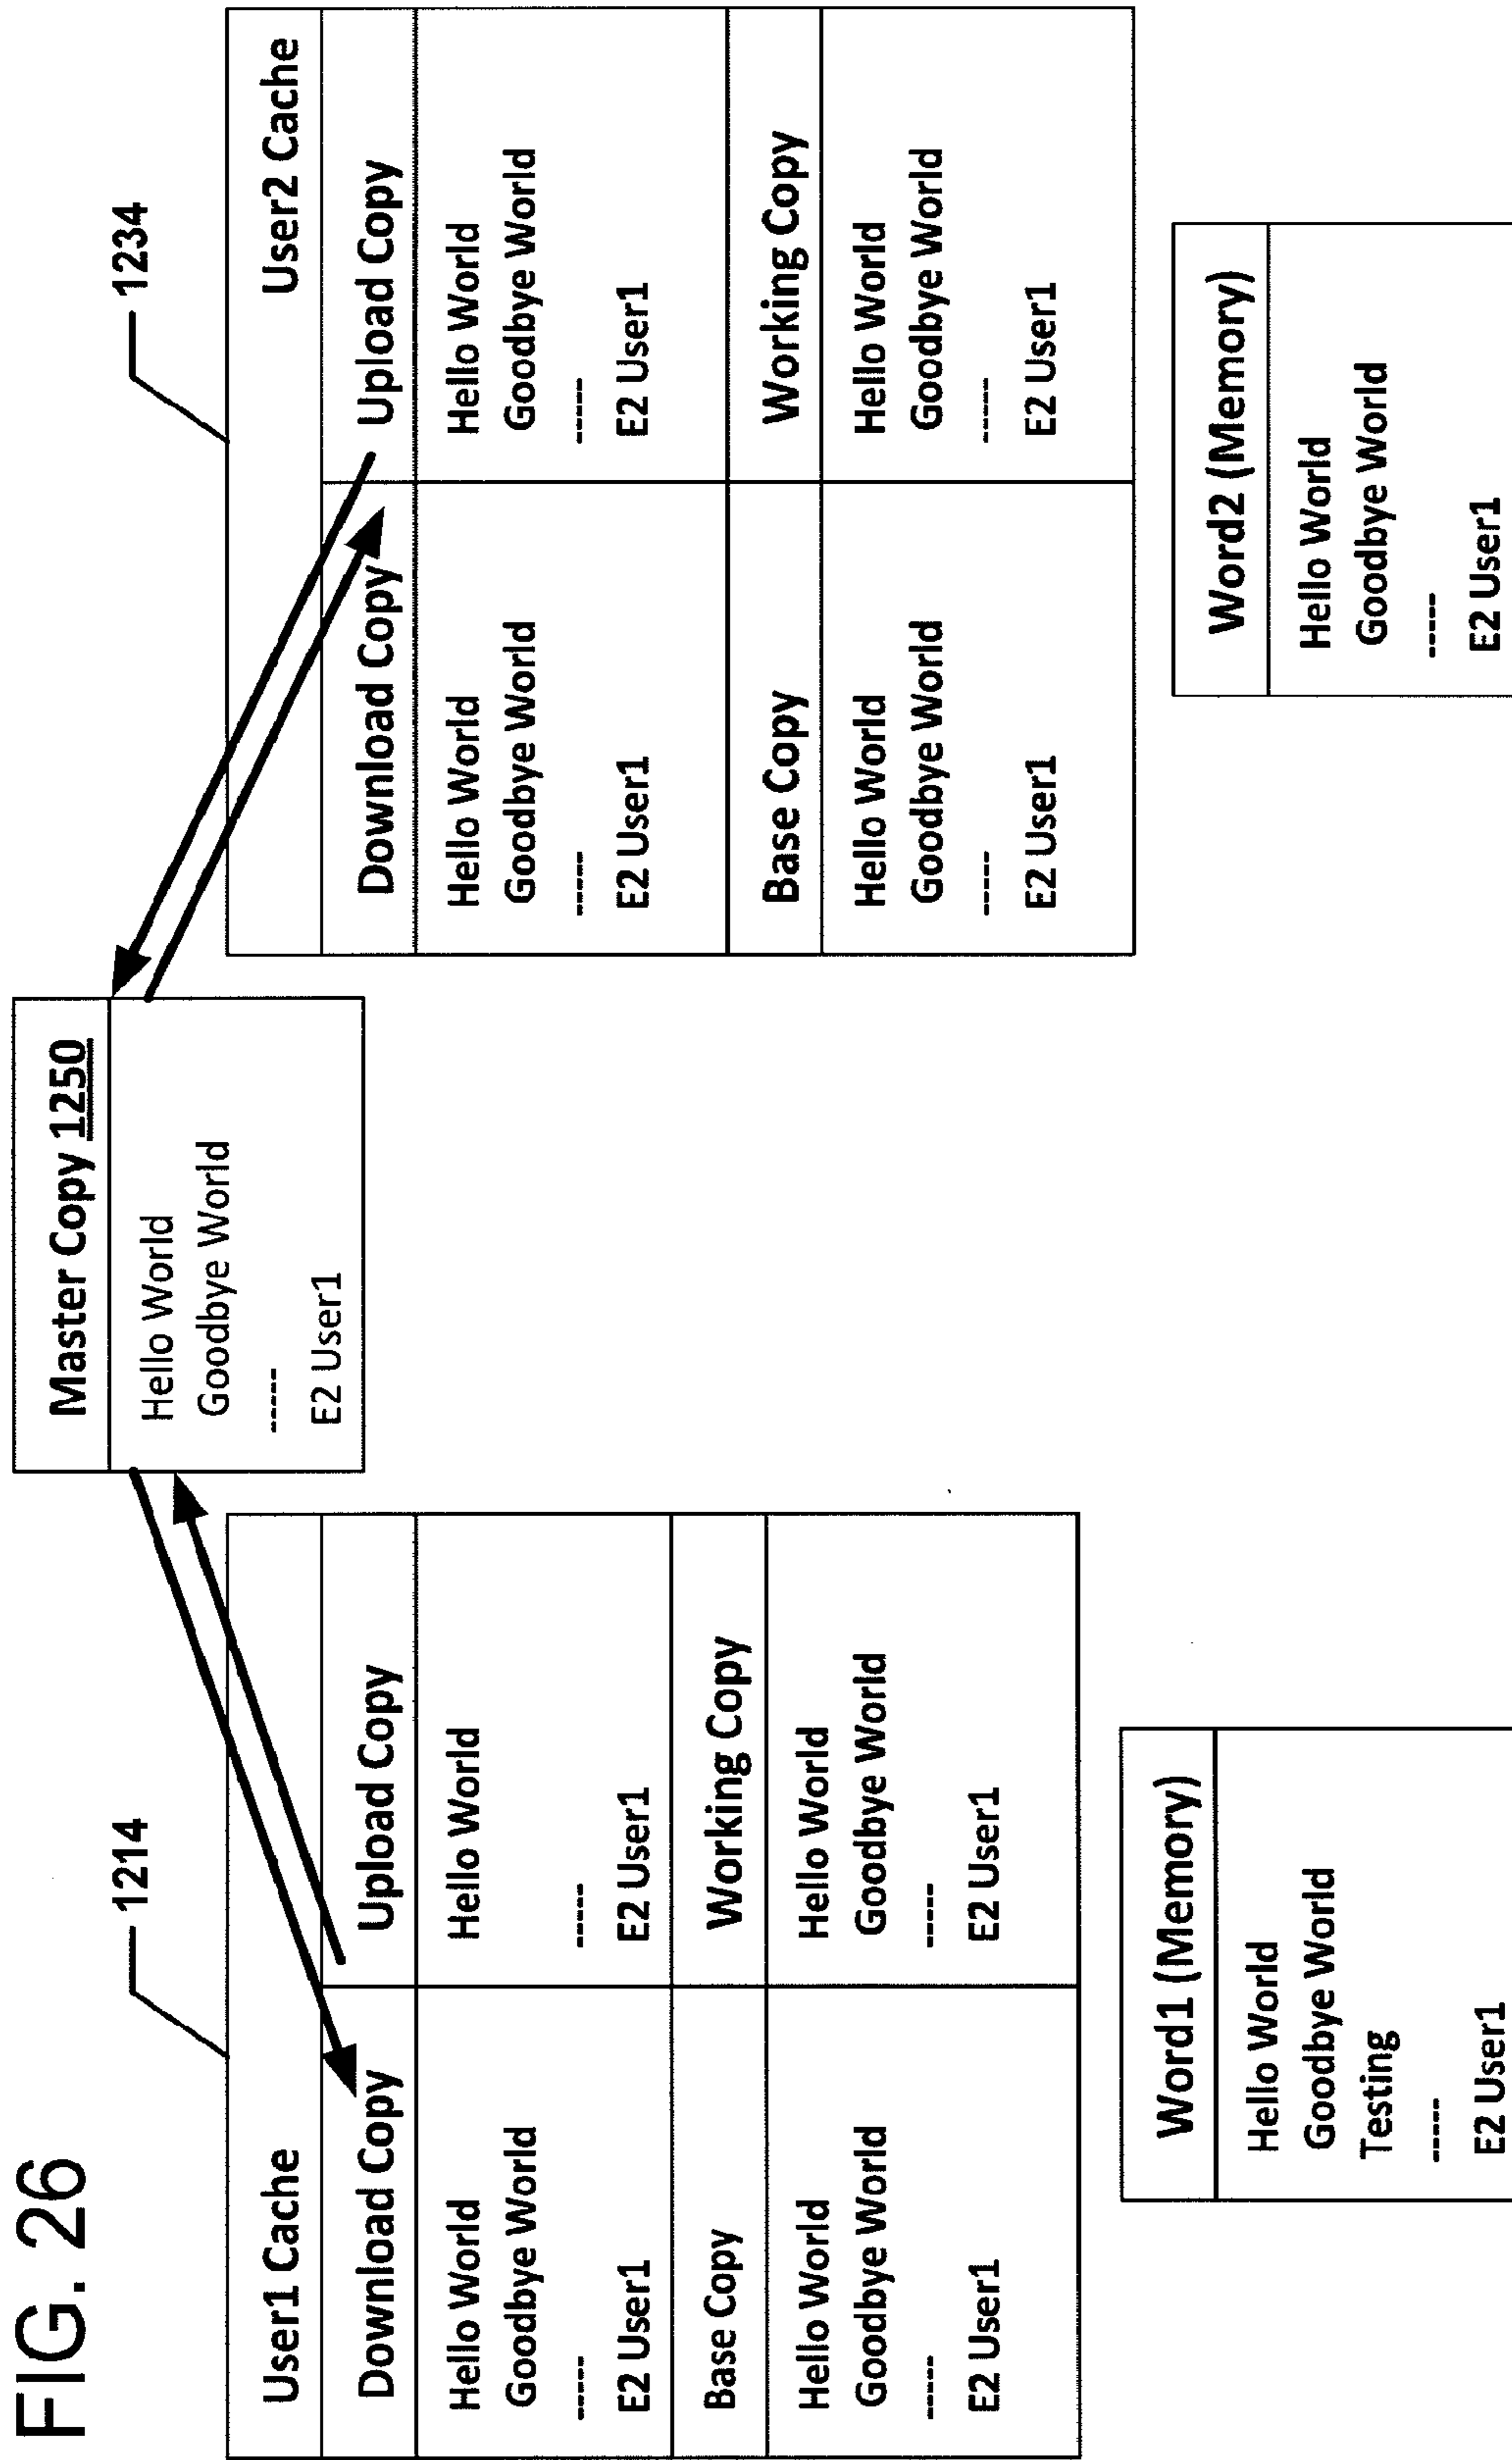 FIG. 26
Master Copy 1250
Hello World
Goodbye World
-----
E2 User1
1214
User1 Cache
Download Copy
Hello World
Goodbye World
-----
E2 User1
Upload Copy
Hello World
-----
E2 User1
Base Copy
Hello World
Goodbye World
-----
E2 User1
Working Copy
Hello World
Goodbye World
-----
E2 User1
Word1 (Memory)
Hello World
Goodbye World
Testing
-----
E2 User1
1234
User2 Cache
Download Copy
Hello World
Goodbye World
-----
E2 User1
Upload Copy
Hello World
Goodbye World
-----
E2 User1
Base Copy
Hello World
Goodbye World
-----
E2 User1
Working Copy
Hello World
Goodbye World
-----
E2 User1
Word2 (Memory)
Hello World
Goodbye World
-----
E2 User1